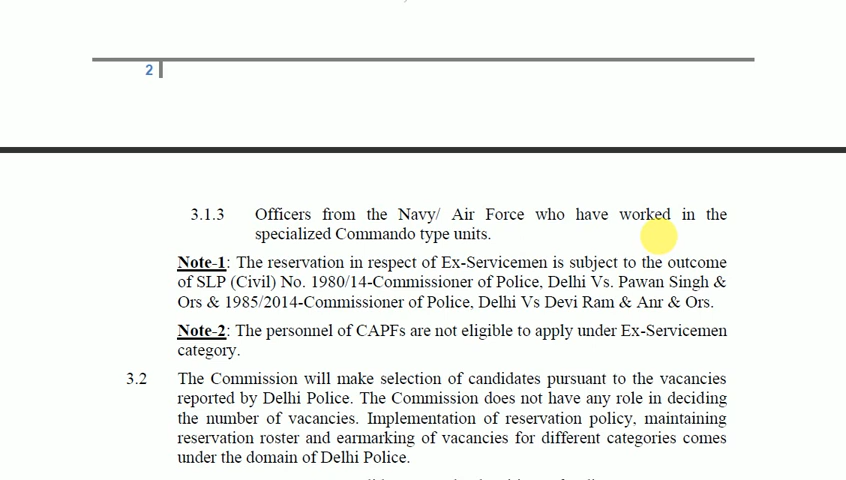 2
3.1.3 Officers from the Navy/ Air Force who have worked in the
specialized Commando type units.
Note-1: The reservation in respect of Ex-Servicemen is subject to the outcome
of SLP (Civil) No. 1980/14-Commissioner of Police, Delhi Vs. Pawan Singh &
Ors & 1985/2014-Commissioner of Police, Delhi Vs Devi Ram & Anr & Ors.
Note-2: The personnel of CAPFs are not eligible to apply under Ex-Servicemen
category.
3.2 The Commission will make selection of candidates pursuant to the vacancies
reported by Delhi Police. The Commission does not have any role in deciding
the number of vacancies. Implementation of reservation policy, maintaining
reservation roster and earmarking of vacancies for different categories comes
under the domain of Delhi Police.